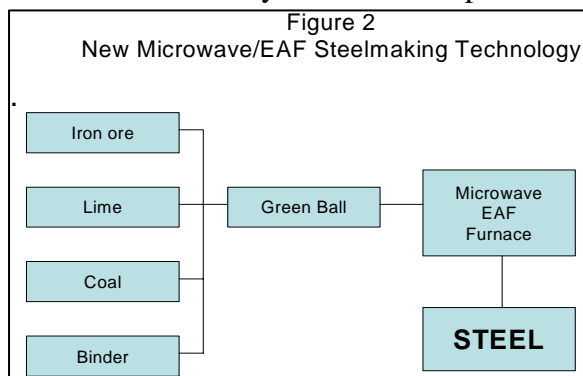 Figure 2
New Microwave/EAF Steelmaking Technology
.
Iron ore
Lime
Coal
Binder
Green Ball
Microwave
EAF
Furnace
STEEL